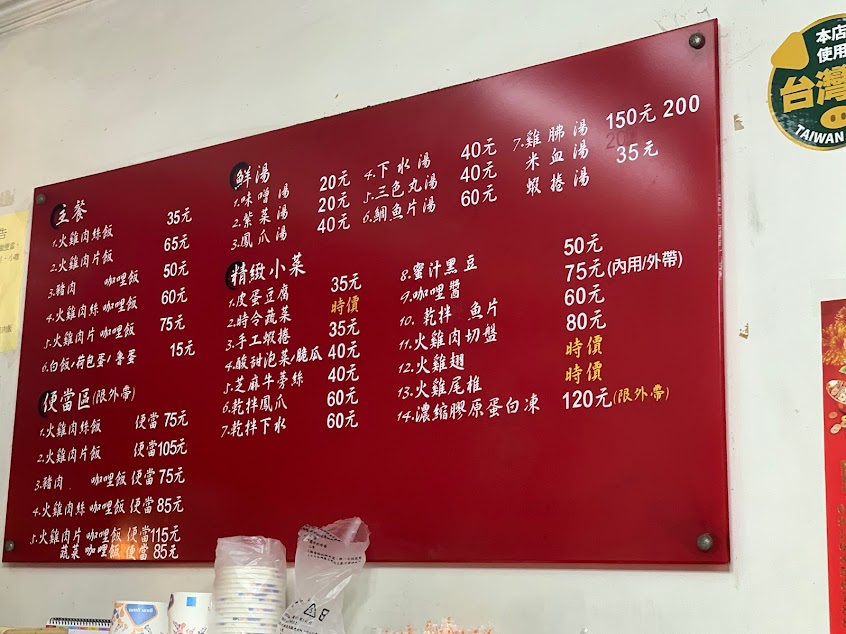 主餐
1.火雞肉絲飯 35元
2.火雞肉片飯 65元
3.豬肉 咖哩飯 50元
4.火雞肉絲 咖哩飯 60元
5.火雞肉片 咖哩飯 75元
6.白飯/荷包蛋/魯蛋 15元
便當區(限外帶)
1.火雞肉絲飯 便當 75元
2.火雞肉片飯 便當105元
3.豬肉 咖哩飯 便當 75元
4.火雞肉絲 咖哩飯 便當 85元
5.火雞肉片 咖哩飯 便當115元
蔬菜 咖哩飯 便當 85元
鮮湯
1.味噌湯 20元
2.紫菜湯 20元
3.鳳爪湯 40元
4.下水湯 40元
5.三色丸湯 40元
6.鯛魚片湯 60元
7.雞腆湯 150元 200
米血湯 35元
蝦捲湯
精緻小菜
1.皮蛋豆腐 35元
2.時令蔬菜 時價
3.手工蝦捲 35元
4.酸甜泡菜/脆瓜 40元
5.芝麻牛蒡絲 40元
6.乾拌鳳爪 60元
7.乾拌下水 60元
8.蜜汁黑豆 50元
9.咖哩醬 75元(內用/外帶)
10.乾拌 魚片 60元
11.火雞肉切盤 80元
12.火雞翅 時價
13.火雞尾椎 時價
14.濃縮膠原蛋白凍 120元(限外帶)
本店
使用
台灣
TAIWAN
告